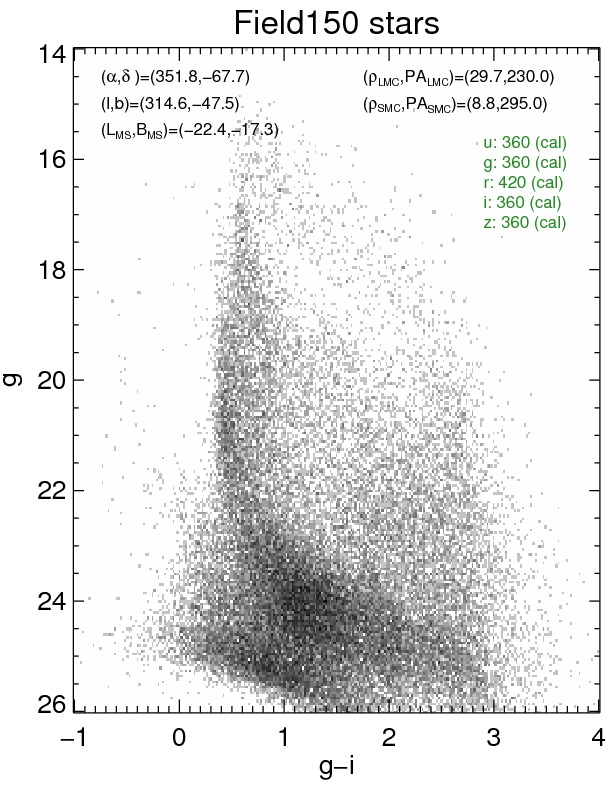 Field150 stars
(α,δ )=(351.8,−67.7)
(ρLMC,PALMC)=(29.7,230.0)
(l,b)=(314.6,−47.5)
(ρSMC,PASMC)=(8.8,295.0)
(LMS,BMS)=(−22.4,−17.3)
u: 360 (cal)
g: 360 (cal)
r: 420 (cal)
i: 360 (cal)
z: 360 (cal)
14
16
18
20
22
24
26
g
−1 0 1 2 3 4
g−i